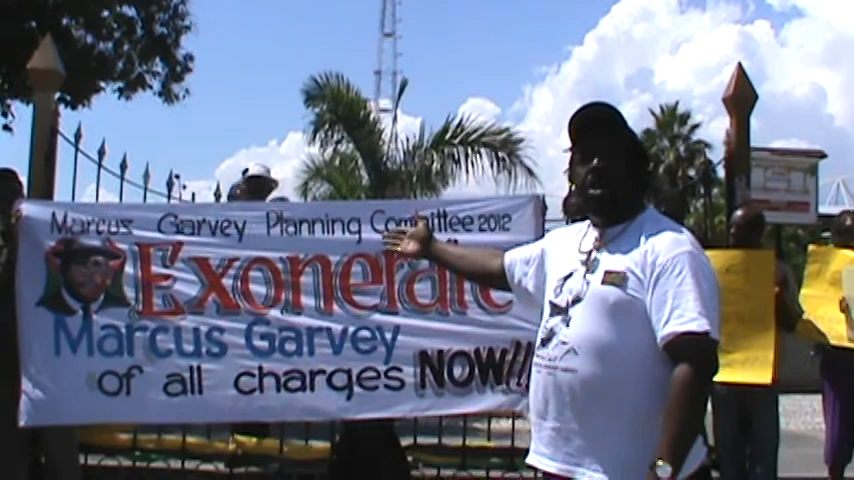 Marcus Garvey Planning Committee 2012
Exonerate
Marcus Garvey
of all charges NOW!!